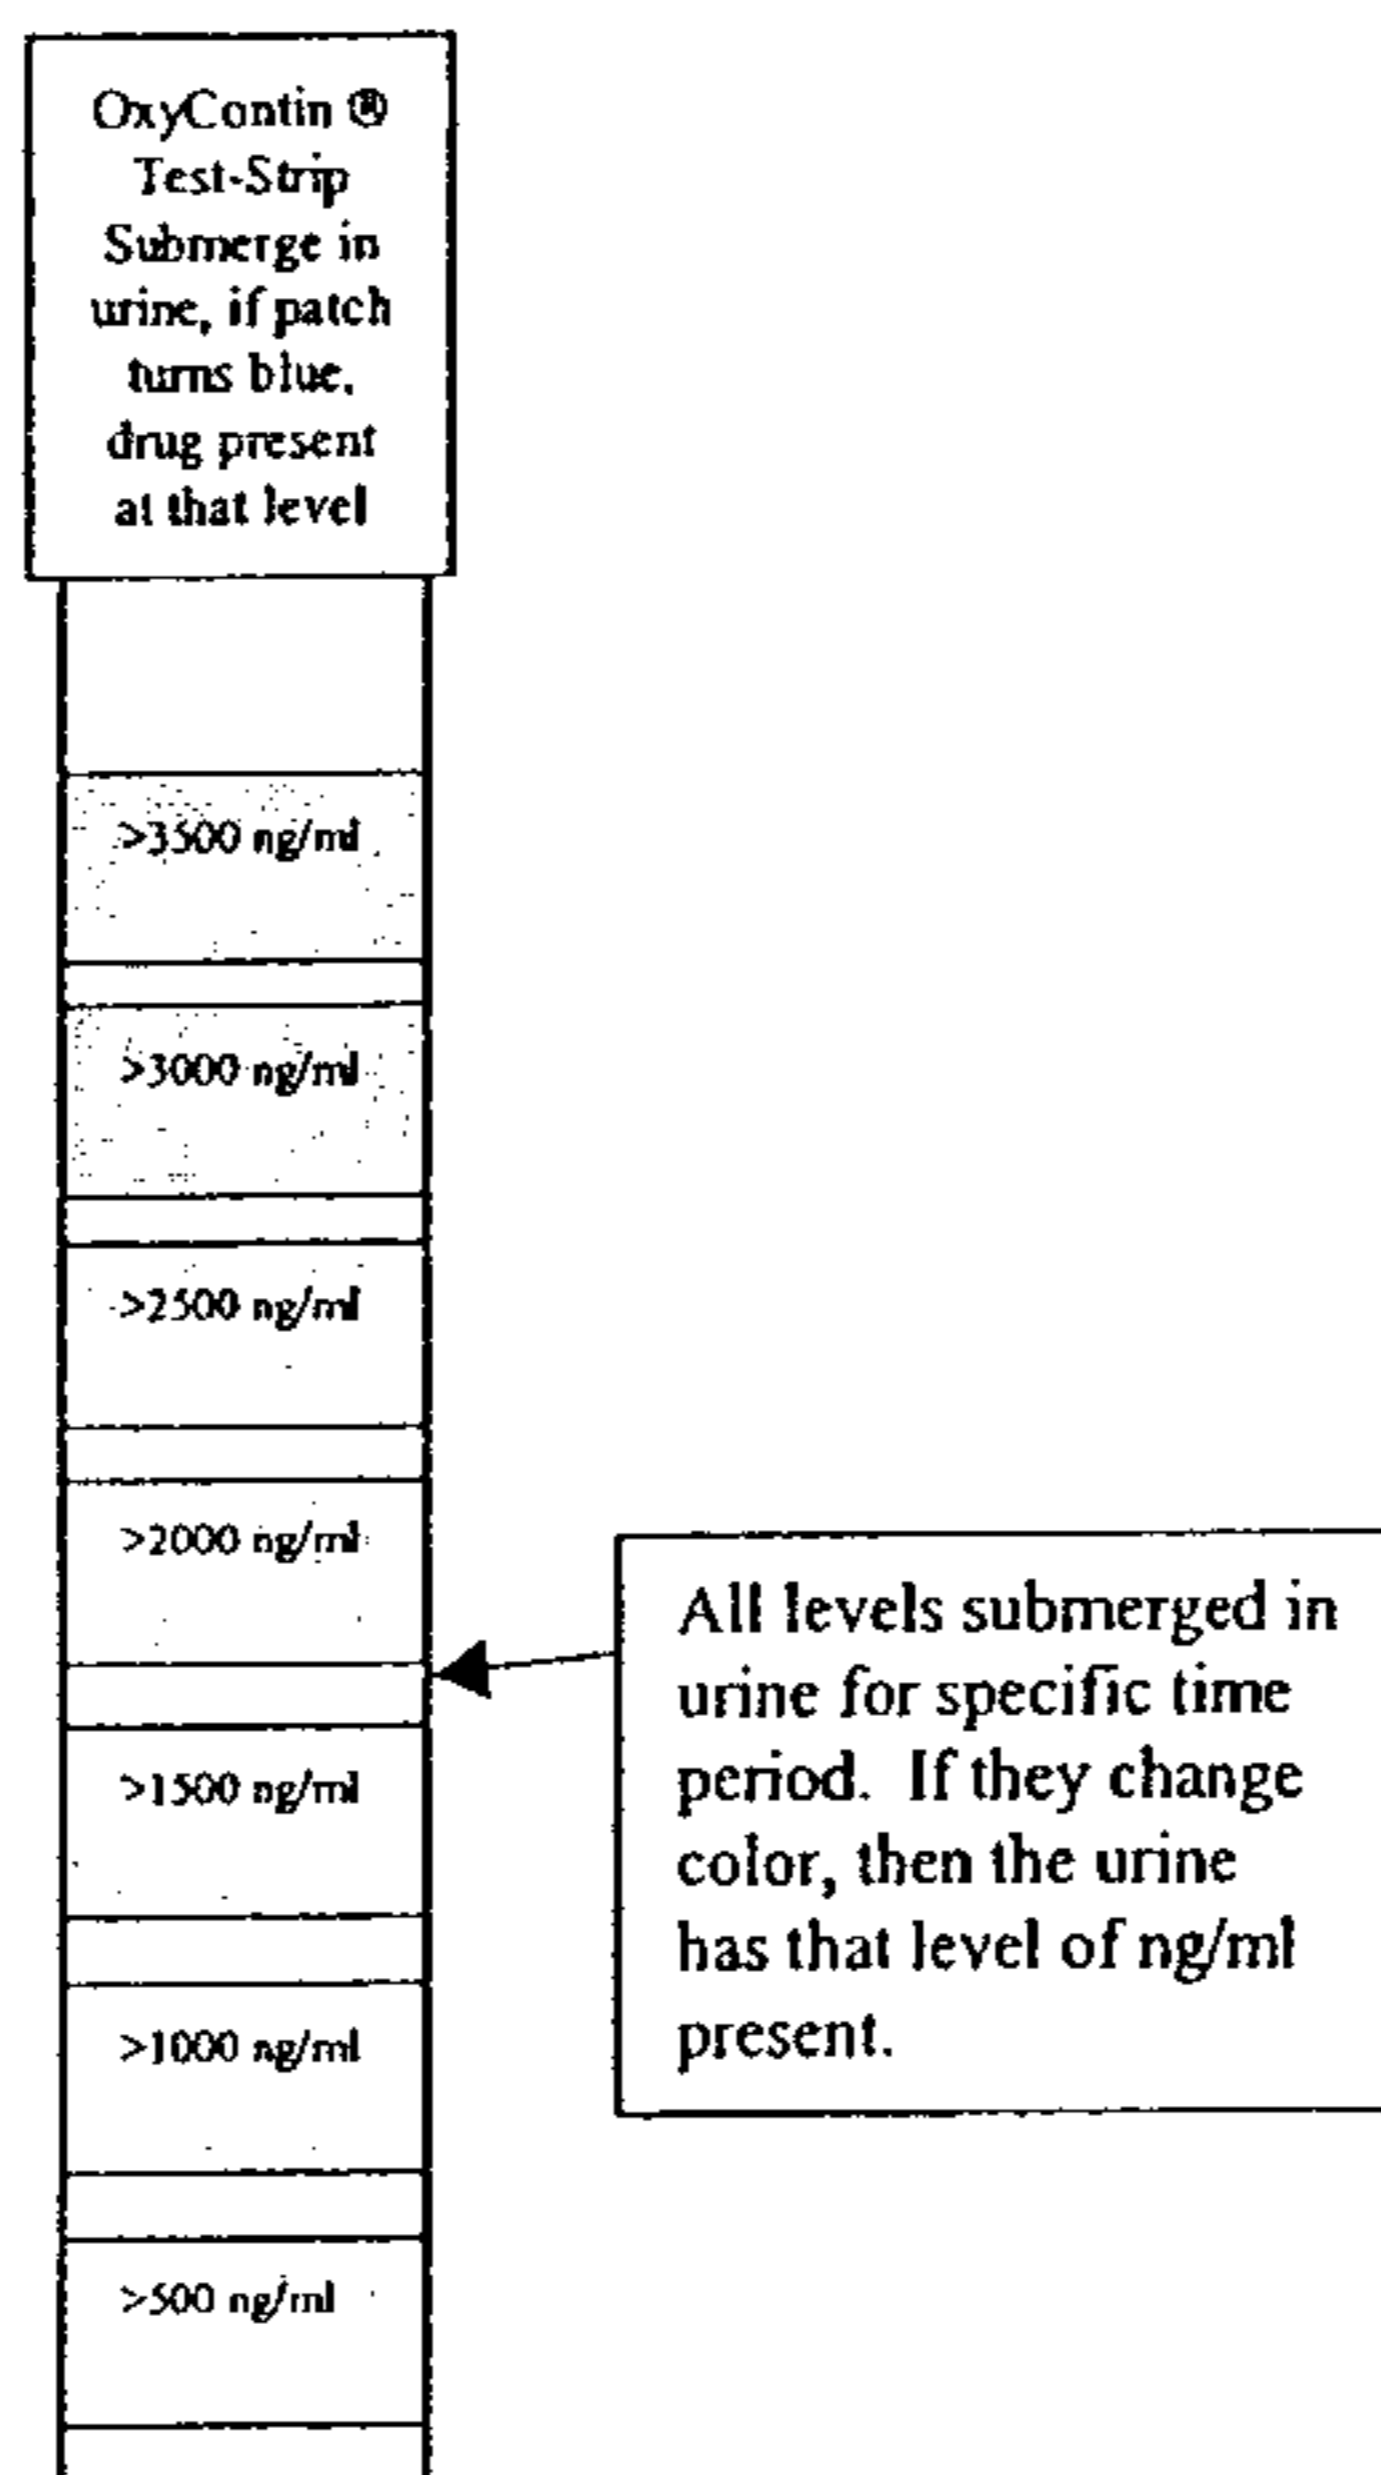 OxyContin ®
Test-Strip
Submerge in
urine, if patch
turns blue,
drug present
at that level
>3500 ng/ml
>3000 ng/ml
>2500 ng/ml
>2000 ng/ml
All levels submerged in
urine for specific time
period. If they change
color, then the urine
has that level of ng/ml
present.
>1500 ng/ml
>1000 ng/ml
>500 ng/ml